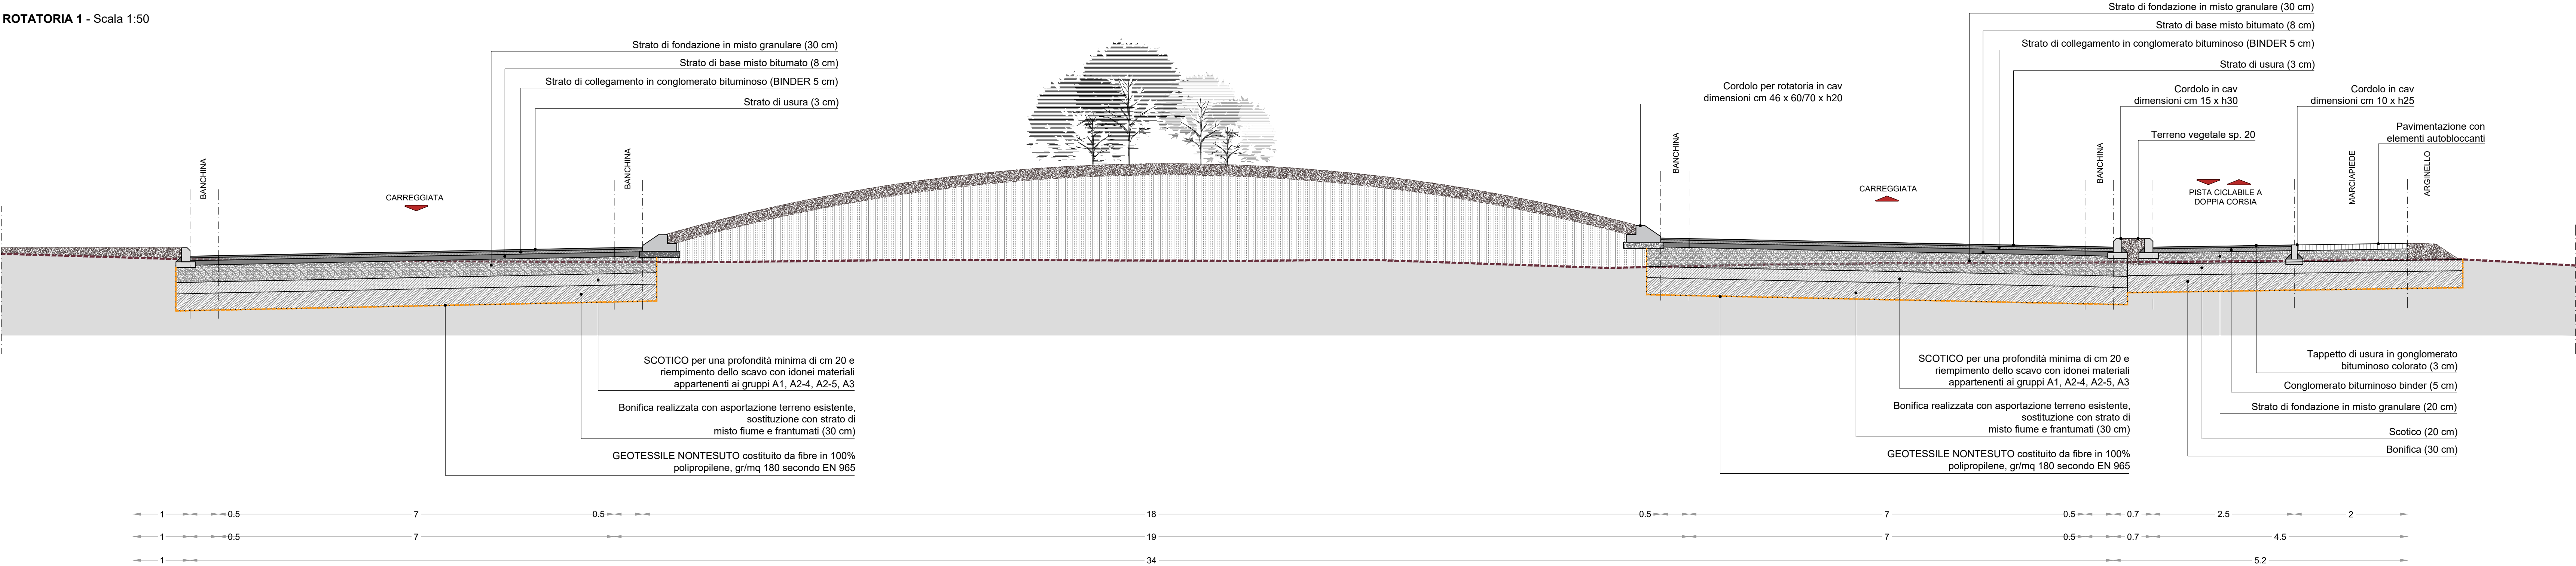 ROTATORIA 1 - Scala 1:50
Strato di fondazione in misto granulare (30 cm)
Strato di base misto bitumato (8 cm)
Strato di collegamento in conglomerato bituminoso (BINDER 5 cm)
Strato di usura (3 cm)
BANCHINA
CARREGGIATA
BANCHINA
Cordolo per rotatoria in cav
dimensioni cm 46 x 60/70 x h20
BANCHINA
Strato di fondazione in misto granulare (30 cm)
Strato di base misto bitumato (8 cm)
Strato di collegamento in conglomerato bituminoso (BINDER 5 cm)
Strato di usura (3 cm)
CARREGGIATA
BANCHINA
Cordolo in cav
dimensioni cm 15 x h30
Terreno vegetale sp. 20
Cordolo in cav
dimensioni cm 10 x h25
Pavimentazione con
elementi autobloccanti
PISTA CICLABILE A
DOPPIA CORSIA
MARCIAPIEDE
ARGINELLO
SCOTICO per una profondità minima di cm 20 e
riempimento dello scavo con idonei materiali
appartenenti ai gruppi A1, A2-4, A2-5, A3
Bonifica realizzata con asportazione terreno esistente,
sostituzione con strato di
misto fiume e frantumati (30 cm)
GEOTESSILE NONTESUTO costituito da fibre in 100%
polipropilene, gr/mq 180 secondo EN 965
SCOTICO per una profondità minima di cm 20 e
riempimento dello scavo con idonei materiali
appartenenti ai gruppi A1, A2-4, A2-5, A3
Bonifica realizzata con asportazione terreno esistente,
sostituzione con strato di
misto fiume e frantumati (30 cm)
GEOTESSILE NONTESUTO costituito da fibre in 100%
polipropilene, gr/mq 180 secondo EN 965
Tappetto di usura in gonglomerato
bituminoso colorato (3 cm)
Conglomerato bituminoso binder (5 cm)
Strato di fondazione in misto granulare (20 cm)
Scotico (20 cm)
Bonifica (30 cm)
1 0.5 7 0.5 18 0.5 7 0.5 0.7 2.5 2
1 0.5 7 19 7 0.5 0.7 4.5
1 34 5.2